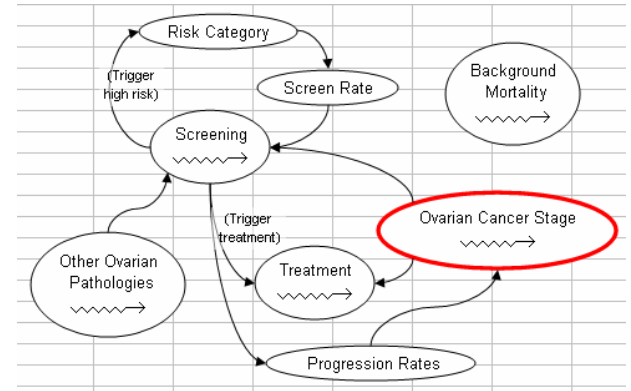 Risk Category
(Trigger
high risk)
Screen Rate
Background
Mortality
Screening
(Trigger
treatment)
Ovarian Cancer Stage
Other Ovarian
Pathologies
Treatment
Progression Rates